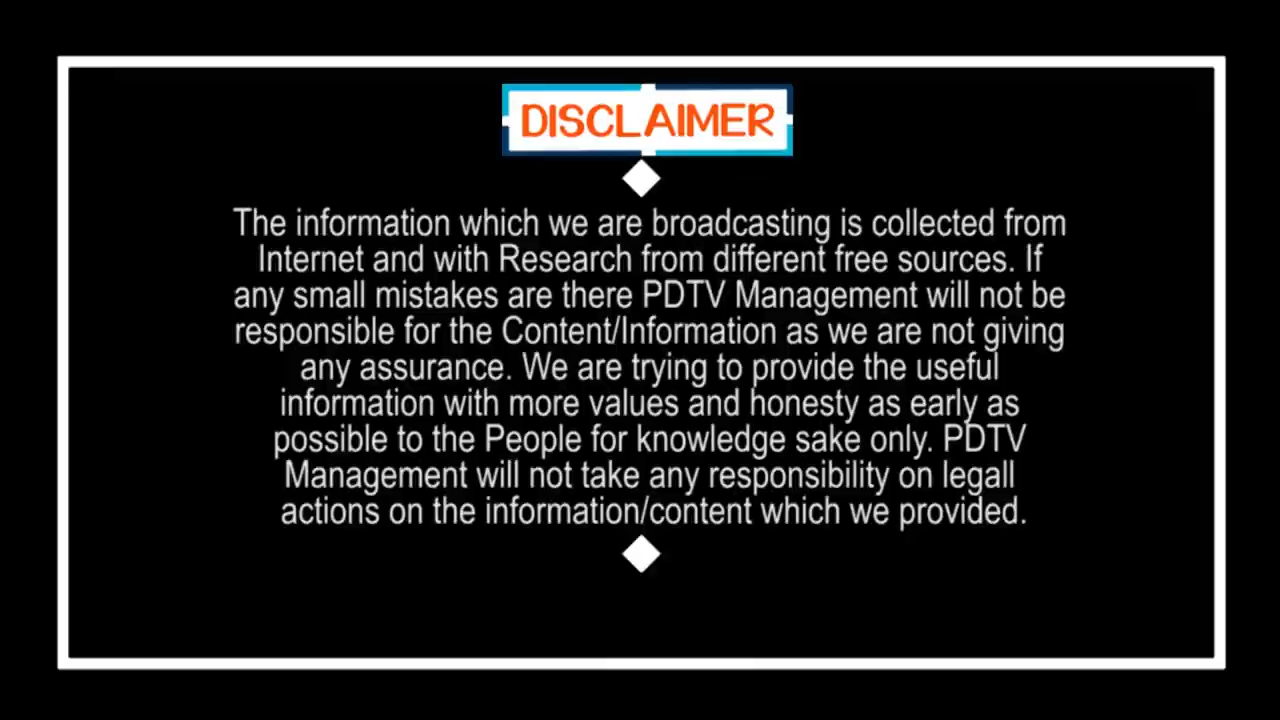 DISCLAIMER
The information which we are broadcasting is collected from
Internet and with Research from different free sources. If
any small mistakes are there PDTV Management will not be
responsible for the Content/Information as we are not giving
any assurance. We are trying to provide the useful
information with more values and honesty as early as
possible to the People for knowledge sake only. PDTV
Management will not take any responsibility on legall
actions on the information/content which we provided.